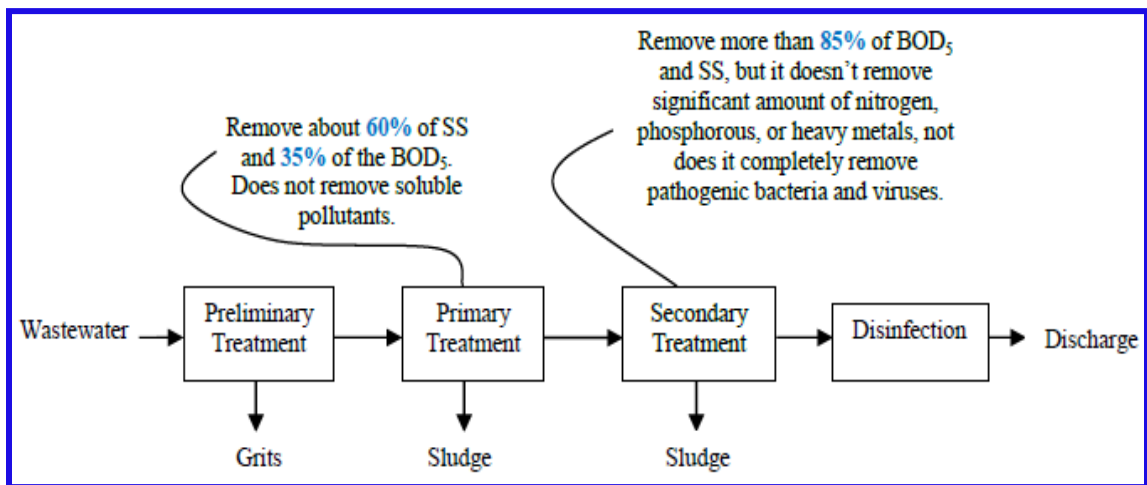 Remove more than 85% of BOD₅
and SS, but it doesn't remove
significant amount of nitrogen,
phosphorous, or heavy metals, not
does it completely remove
pathogenic bacteria and viruses.
Remove about 60% of SS
and 35% of the BOD₅.
Does not remove soluble
pollutants.
Wastewater
Preliminary
Treatment
Primary
Treatment
Secondary
Treatment
Disinfection
Discharge
Grits
Sludge
Sludge